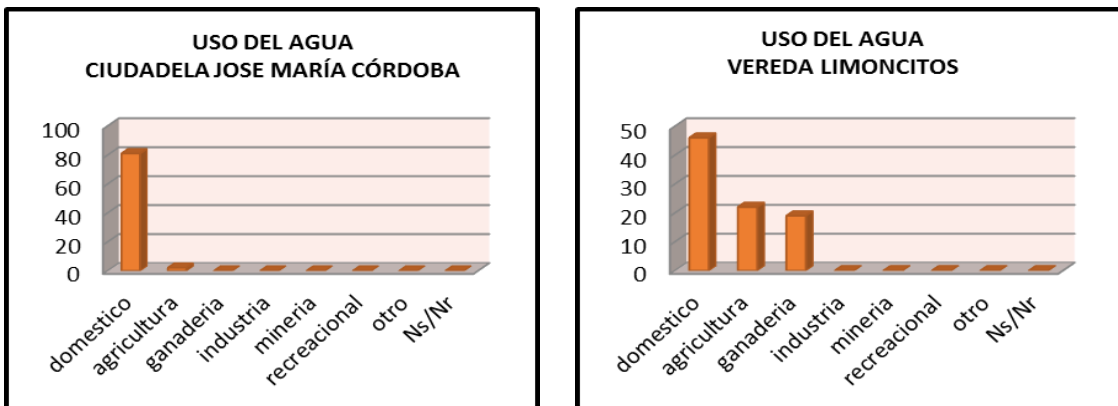 USO DEL AGUA
CIUDADELA JOSE MARÍA CÓRDOBA
100
80
60
40
20
0
domestico
agricultura
ganaderia
industria
mineria
recreacional
otro
Ns/Nr
USO DEL AGUA
VEREDA LIMONCITOS
50
40
30
20
10
0
domestico
agricultura
ganaderia
industria
mineria
recreacional
otro
Ns/Nr